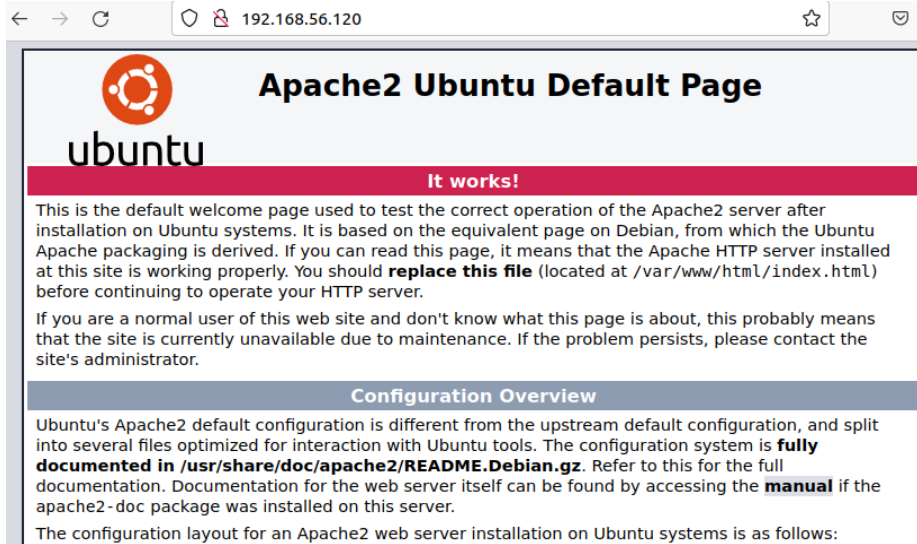 192.168.56.120
Apache2 Ubuntu Default Page
ubuntu
It works!
This is the default welcome page used to test the correct operation of the Apache2 server after
installation on Ubuntu systems. It is based on the equivalent page on Debian, from which the Ubuntu
Apache packaging is derived. If you can read this page, it means that the Apache HTTP server installed
at this site is working properly. You should replace this file (located at /var/www/html/index.html)
before continuing to operate your HTTP server.
If you are a normal user of this web site and don't know what this page is about, this probably means
that the site is currently unavailable due to maintenance. If the problem persists, please contact the
site's administrator.
Configuration Overview
Ubuntu's Apache2 default configuration is different from the upstream default configuration, and split
into several files optimized for interaction with Ubuntu tools. The configuration system is fully
documented in /usr/share/doc/apache2/README.Debian.gz. Refer to this for the full
documentation. Documentation for the web server itself can be found by accessing the manual if the
apache2-doc package was installed on this server.
The configuration layout for an Apache2 web server installation on Ubuntu systems is as follows: